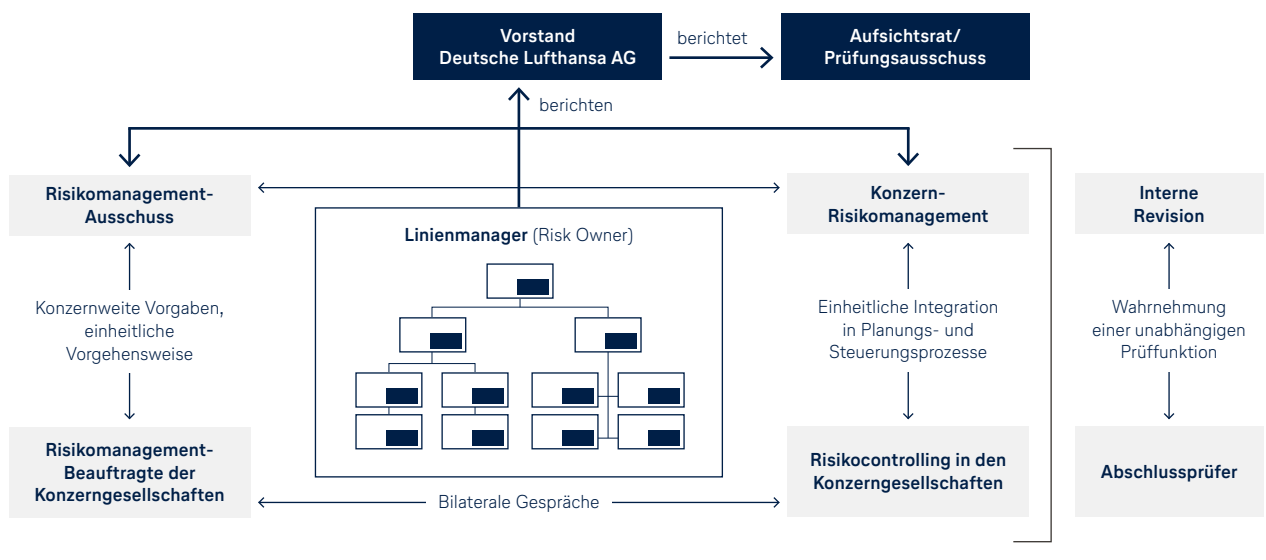 Vorstand
Deutsche Lufthansa AG
berichtet
Aufsichtsrat/
Prüfungsausschuss
berichten
Risikomanagement-
Ausschuss
Konzern-
Risikomanagement
Interne
Revision
Linienmanager (Risk Owner)
Konzernweite Vorgaben,
einheitliche
Vorgehensweise
Einheitliche Integration
in Planungs- und
Steuerungsprozesse
Wahrnehmung
einer unabhängigen
Prüffunktion
Risikomanagement-
Beauftragte der
Konzerngesellschaften
Bilaterale Gespräche
Risikocontrolling in den
Konzerngesellschaften
Abschlussprüfer